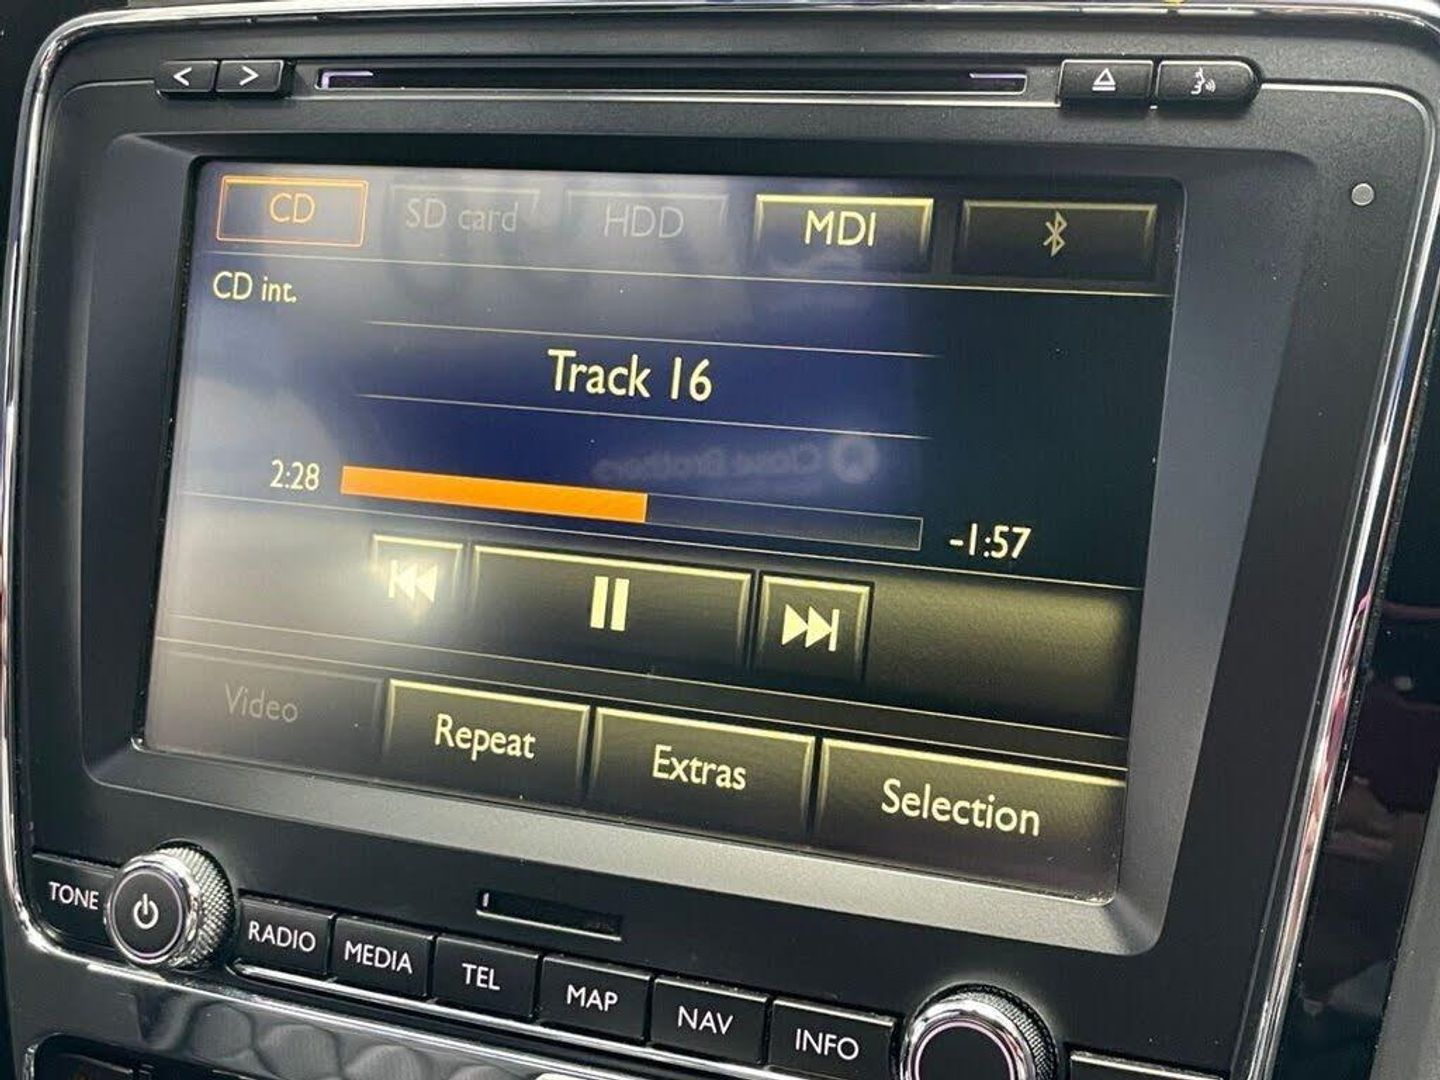 CD
SD card
HDD
MDI
CD int.
Track 16
2:28
-1:57
Video
Repeat
Extras
Selection
TONE
RADIO
MEDIA
TEL
MAP
NAV
INFO